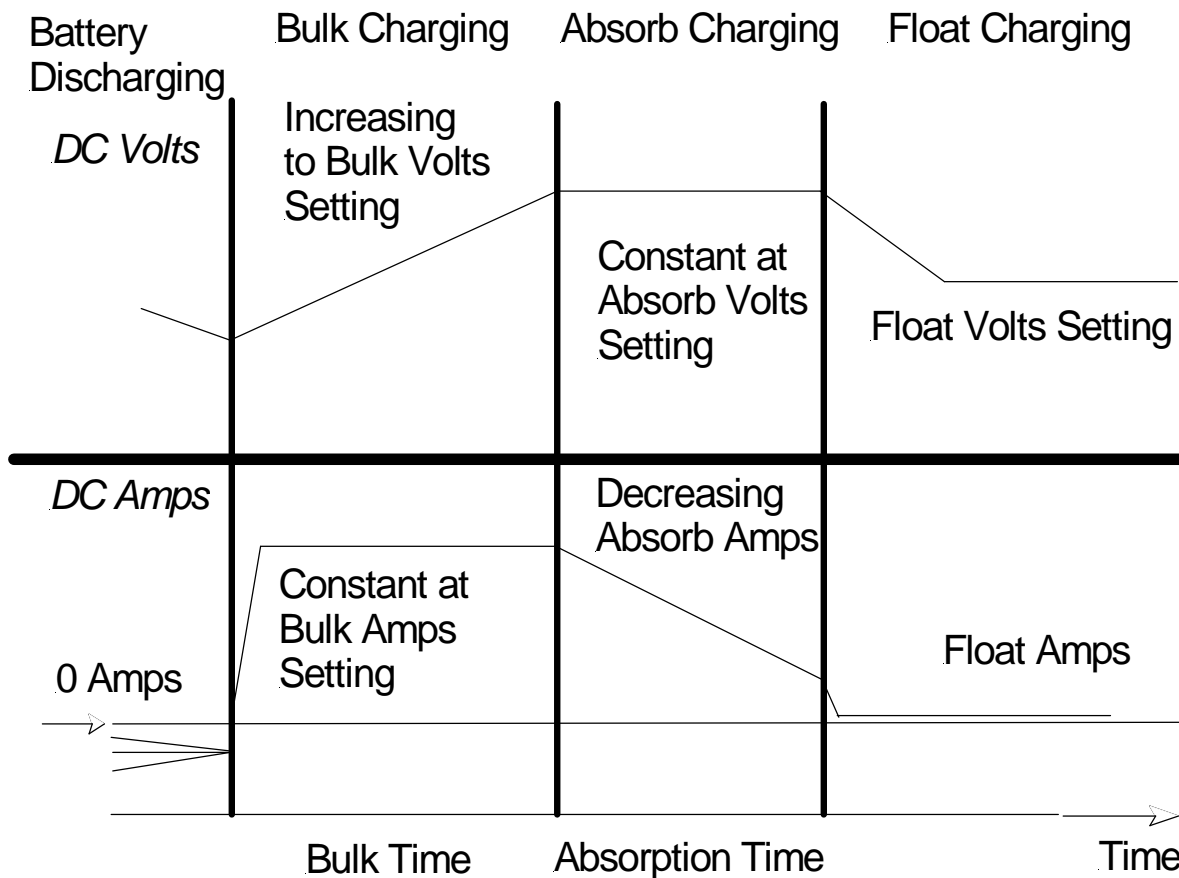 Battery
Discharging
Bulk Charging
Absorb Charging
Float Charging
DC Volts
Increasing
to Bulk Volts
Setting
Constant at
Absorb Volts
Setting
Float Volts Setting
DC Amps
Constant at
Bulk Amps
Setting
Decreasing
Absorb Amps
Float Amps
0 Amps
Bulk Time
Absorption Time
Time